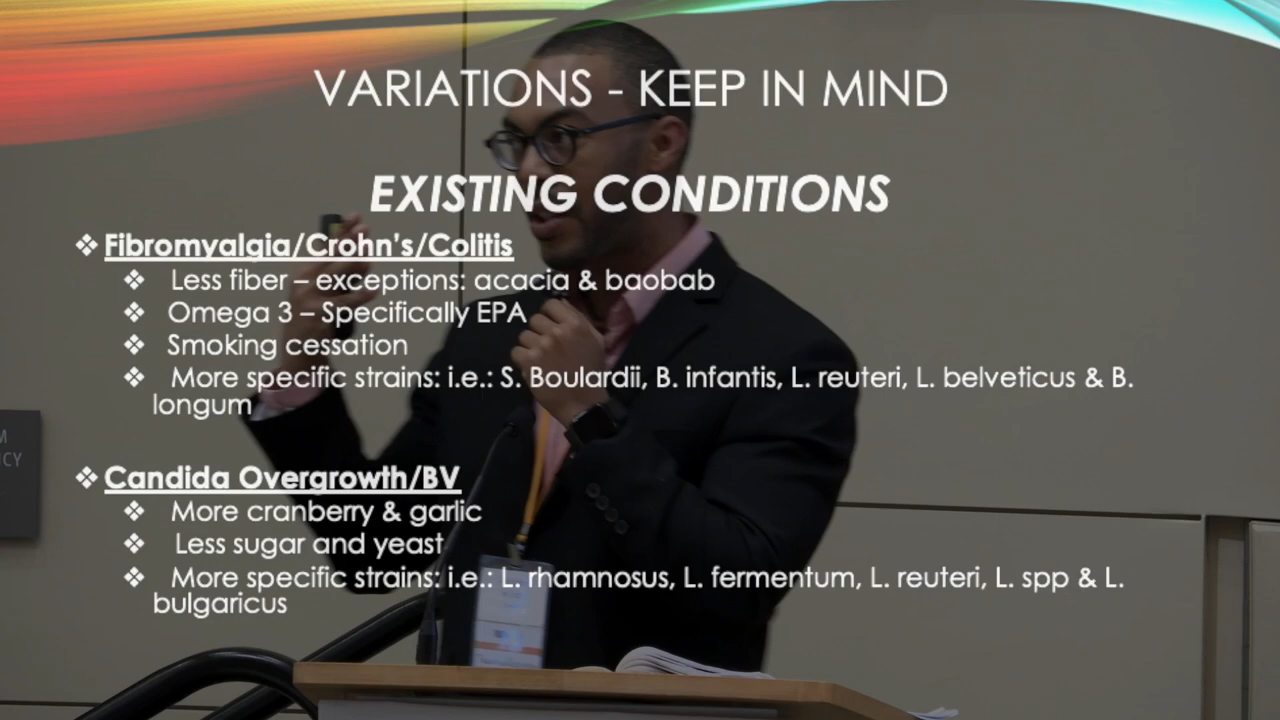 VARIATIONS - KEEP IN MIND
EXISTING CONDITIONS
❖ Fibromyalgia/Crohn's/Colitis
❖ Less fiber – exceptions: acacia & baobab
❖ Omega 3 – Specifically EPA
❖ Smoking cessation
❖ More specific strains: i.e.: S. Boulardii, B. infantis, L. reuteri, L. belveticus & B.
longum
❖ Candida Overgrowth/BV
❖ More cranberry & garlic
❖ Less sugar and yeast
❖ More specific strains: i.e.: L. rhamnosus, L. fermentum, L. reuteri, L. spp & L.
bulgaricus